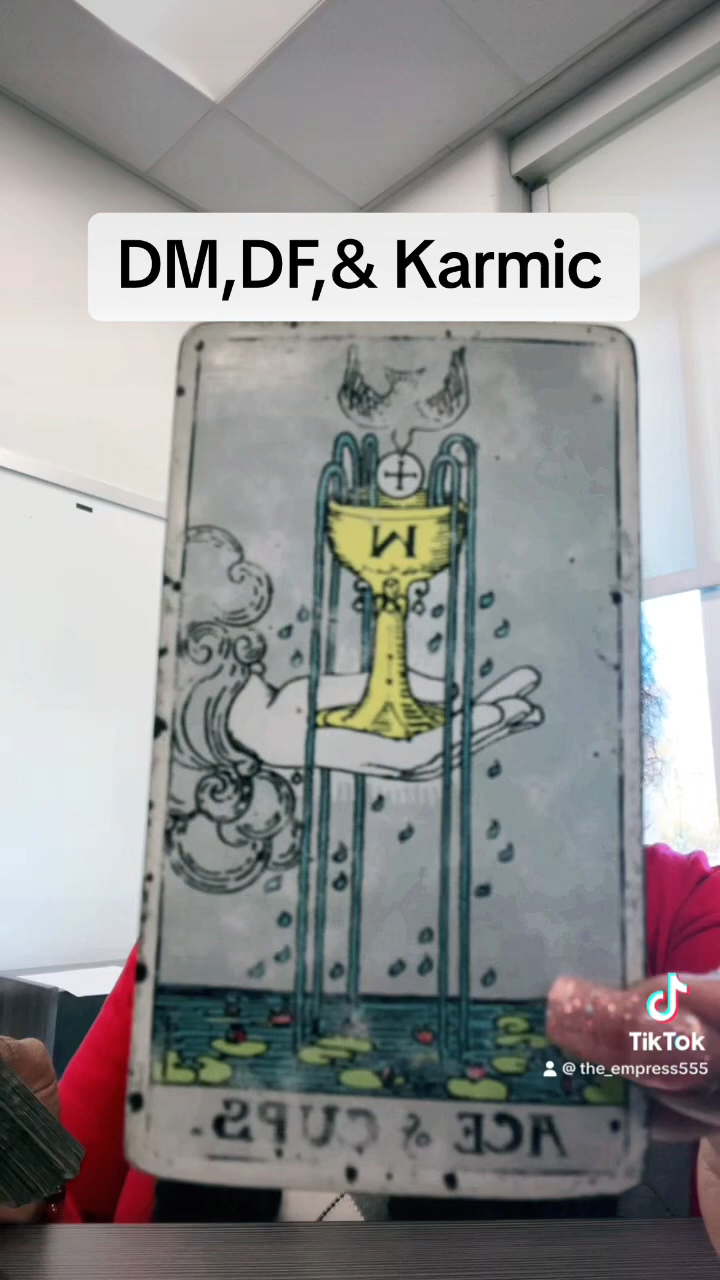 DM,DF,& Karmic
W
ACE of CUPS.
TikTok
@ the_empress555